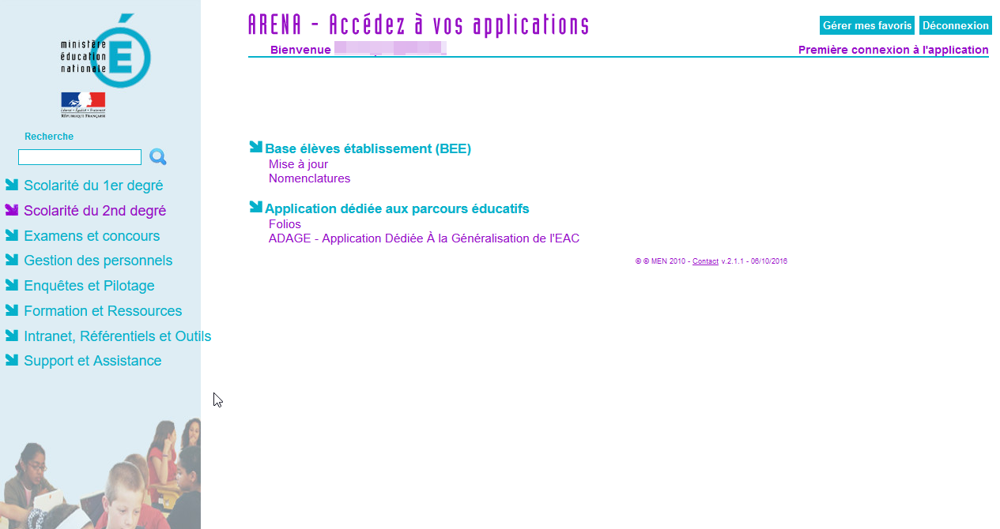 ministère
éducation
nationale
É
Liberté • Égalité • Fraternité
RÉPUBLIQUE FRANÇAISE
Recherche
Scolarité du 1er degré
Scolarité du 2nd degré
Examens et concours
Gestion des personnels
Enquêtes et Pilotage
Formation et Ressources
Intranet, Référentiels et Outils
Support et Assistance
ARENA - Accédez à vos applications
Gérer mes favoris
Déconnexion
Bienvenue
Première connexion à l'application
Base élèves établissement (BEE)
Mise à jour
Nomenclatures
Application dédiée aux parcours éducatifs
Folios
ADAGE - Application Dédiée À la Généralisation de l'EAC
© © MEN 2010 - Contact v.2.1.1 - 06/10/2016